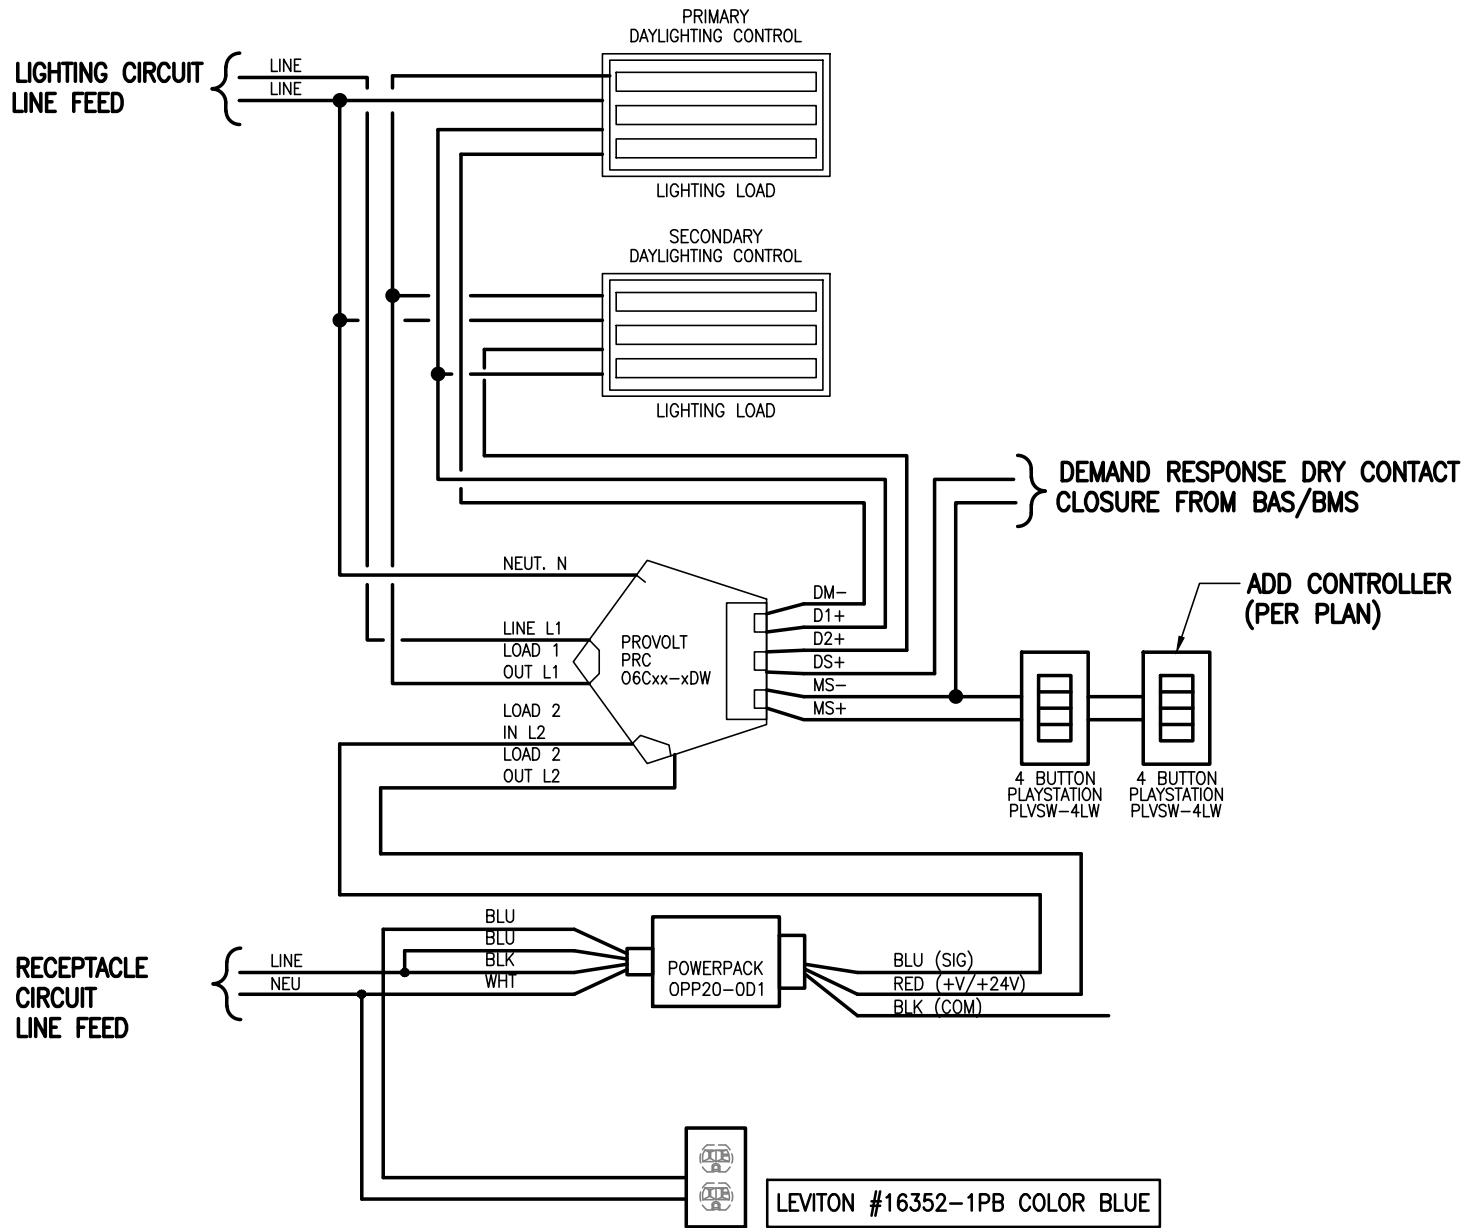 PRIMARY
DAYLIGHTING CONTROL
LIGHTING CIRCUIT
LINE FEED
LINE
LINE
LIGHTING LOAD
SECONDARY
DAYLIGHTING CONTROL
LIGHTING LOAD
DEMAND RESPONSE DRY CONTACT
CLOSURE FROM BAS/BMS
NEUT. N
LINE L1
LOAD 1
OUT L1
LOAD 2
IN L2
LOAD 2
OUT L2
PROVOLT
PRC
06Cxx-xDW
DM-
D1+
D2+
DS+
MS-
MS+
ADD CONTROLLER
(PER PLAN)
4 BUTTON
PLAYSTATION
PLVSW-4LW
4 BUTTON
PLAYSTATION
PLVSW-4LW
RECEPTACLE
CIRCUIT
LINE FEED
LINE
NEU
BLU
BLU
BLK
WHT
POWERPACK
OPP20-0D1
BLU (SIG)
RED (+V/+24V)
BLK (COM)
LEVITON #16352-1PB COLOR BLUE